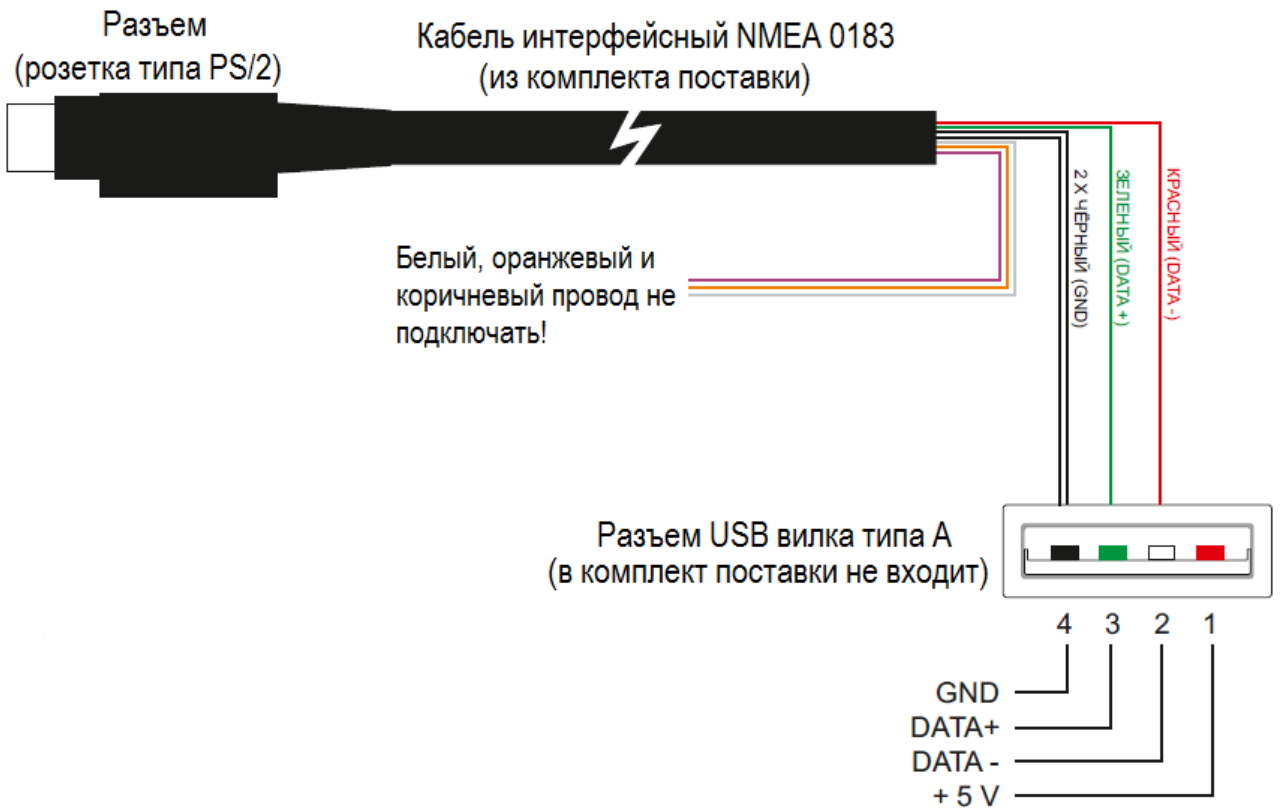 Разъем
(розетка типа PS/2)
Кабель интерфейсный NMEA 0183
(из комплекта поставки)
2 X ЧЁРНЫЙ (GND)
ЗЕЛЕНЫЙ (DATA +)
КРАСНЫЙ (DATA -)
Белый, оранжевый и
коричневый провод не
подключать!
Разъем USB вилка типа А
(в комплект поставки не входит)
4 3 2 1
GND
DATA+
DATA -
+ 5 V